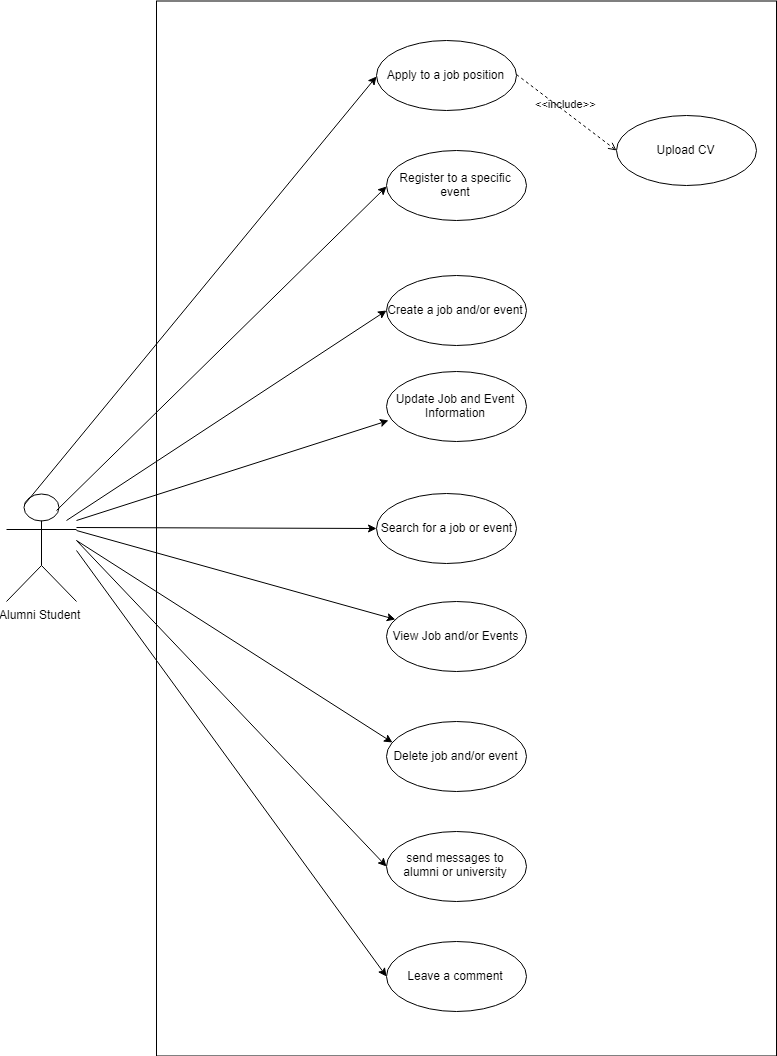 Apply to a job position
<<include>>
Upload CV
Register to a specific
event
Create a job and/or event
Update Job and Event
Information
Search for a job or event
Alumni Student
View Job and/or Events
Delete job and/or event
send messages to
alumni or university
Leave a comment